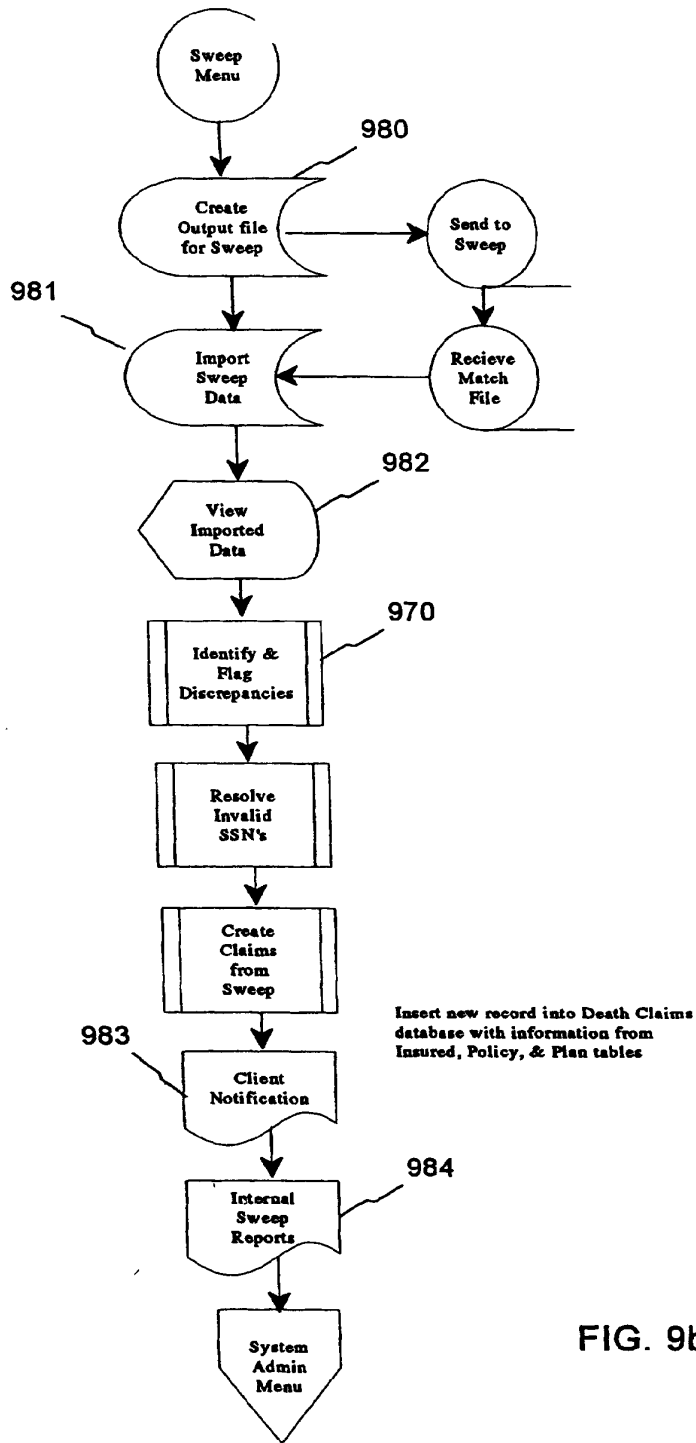 Sweep
Menu
980
Create
Output file
for Sweep
Send to
Sweep
981
Import
Sweep
Data
Recieve
Match
File
982
View
Imported
Data
970
Identify &
Flag
Discrepancies
Resolve
Invalid
SSN's
Create
Claims
from
Sweep
Insert new record into Death Claims
database with information from
Insured, Policy, & Plan tables
983
Client
Notification
984
Internal
Sweep
Reports
System
Admin
Menu
FIG. 9b